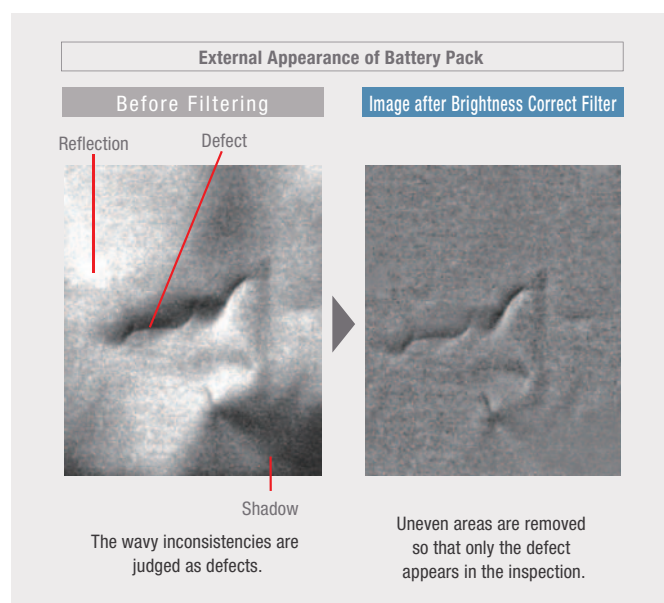 External Appearance of Battery Pack
Before Filtering
Image after Brightness Correct Filter
Reflection
Defect
Shadow
The wavy inconsistencies are
judged as defects.
Uneven areas are removed
so that only the defect
appears in the inspection.